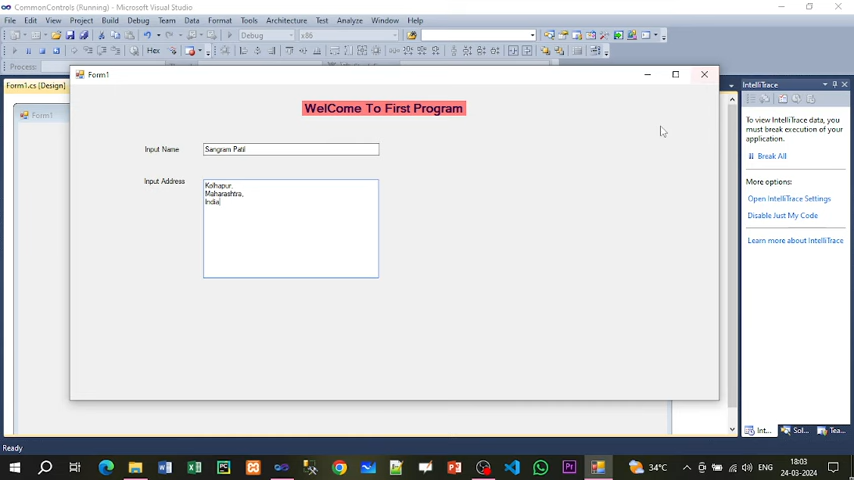 CommonControls (Running) - Microsoft Visual Studio
File Edit View Project Build Debug Team Data Format Tools Architecture Test Analyze Window Help
Debug x86
Hex
Process:
Form1.cs [Design]
Form1
Form1
WelCome To First Program
Input Name Sangram Patil
Input Address Kolhapur,
Maharashtra,
India
IntelliTrace
To view IntelliTrace data, you
must break execution of your
application.
Break All
More options:
Open IntelliTrace Settings
Disable Just My Code
Learn more about IntelliTrace
Int... Sol... Tea...
Ready
34°C ENG 18:03
24-03-2024